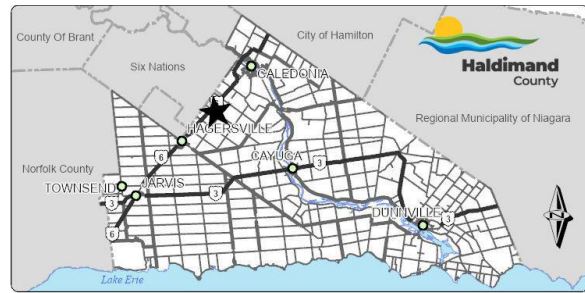 County Of Brant
City of Hamilton
Six Nations
Haldimand
County
CALEDONIA
Regional Municipality of Niagara
HAGERSVILLE
6
CAYUGA
3
Norfolk County
TOWNSEND
JARVIS
3
3
DUNNVILLE
3
6
Lake Erie
N